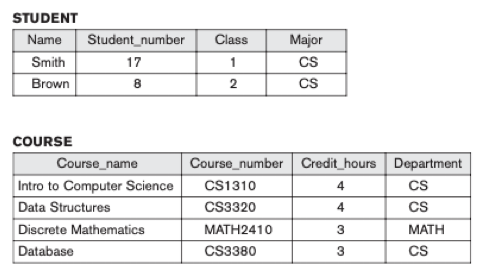 STUDENT
Name Student_number Class Major
Smith 17 1 CS
Brown 8 2 CS
COURSE
Course_name Course_number Credit_hours Department
Intro to Computer Science CS1310 4 CS
Data Structures CS3320 4 CS
Discrete Mathematics MATH2410 3 MATH
Database CS3380 3 CS